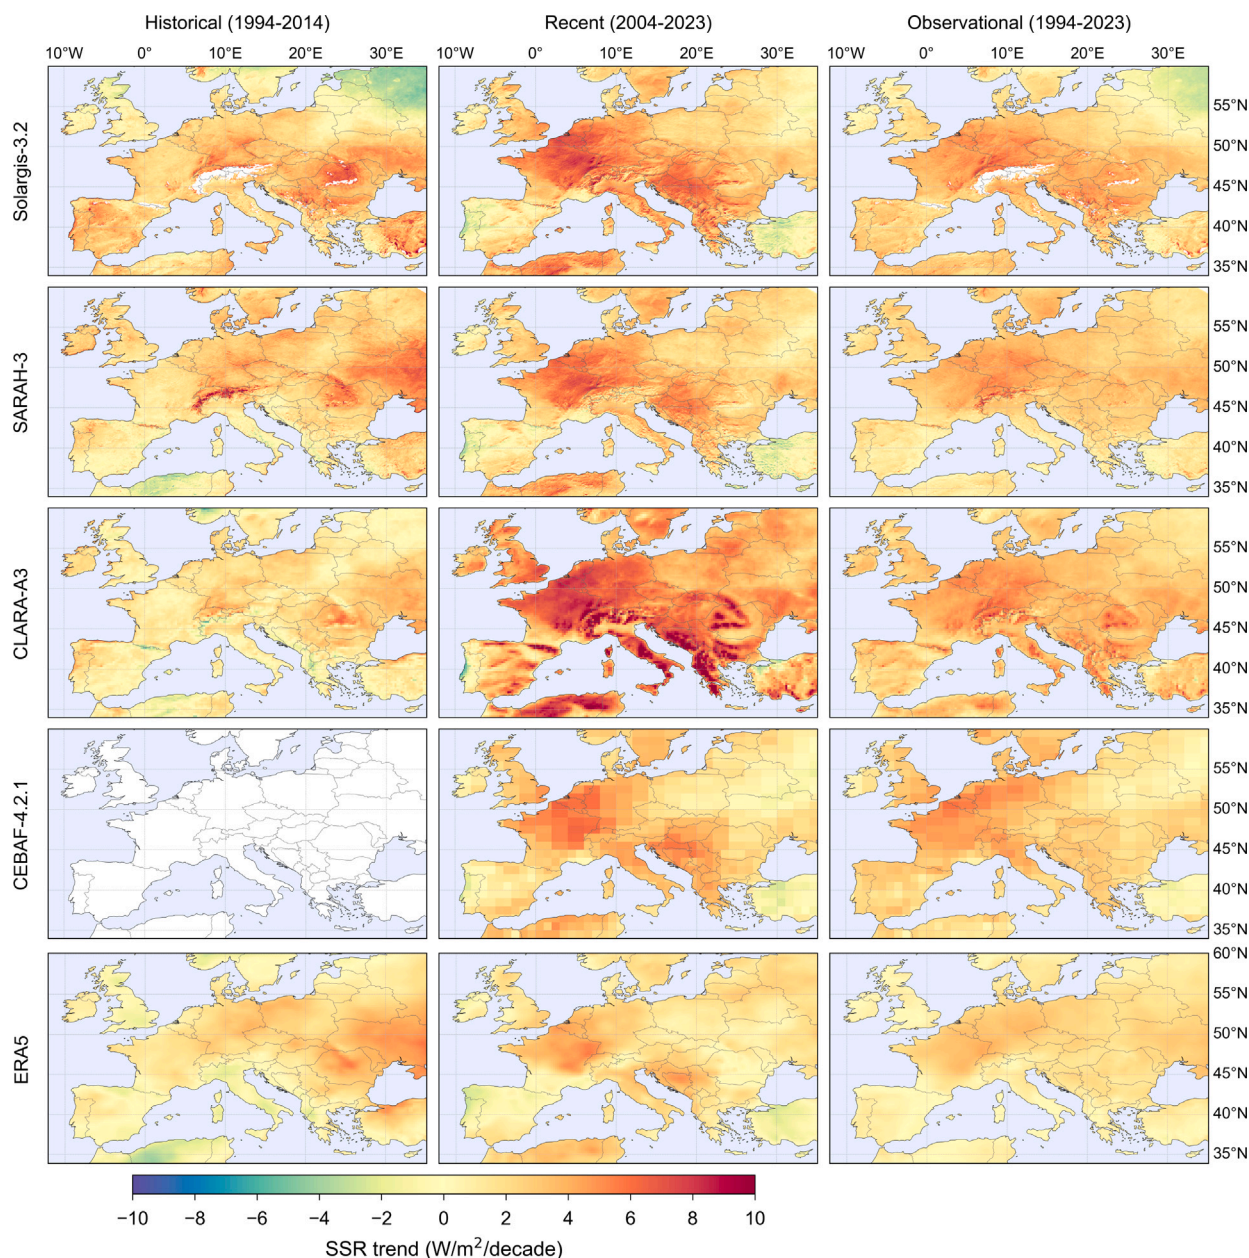 Historical (1994-2014) Recent (2004-2023) Observational (1994-2023)
10°W 0° 10°E 20°E 30°E 10°W 0° 10°E 20°E 30°E 10°W 0° 10°E 20°E 30°E
Solargis-3.2
55°N
50°N
45°N
40°N
35°N
SARAH-3
55°N
50°N
45°N
40°N
35°N
CLARA-A3
55°N
50°N
45°N
40°N
35°N
CEBAF-4.2.1
55°N
50°N
45°N
40°N
35°N
ERA5
60°N
55°N
50°N
45°N
40°N
35°N
−10 −8 −6 −4 −2 0 2 4 6 8 10
SSR trend (W/m²/decade)